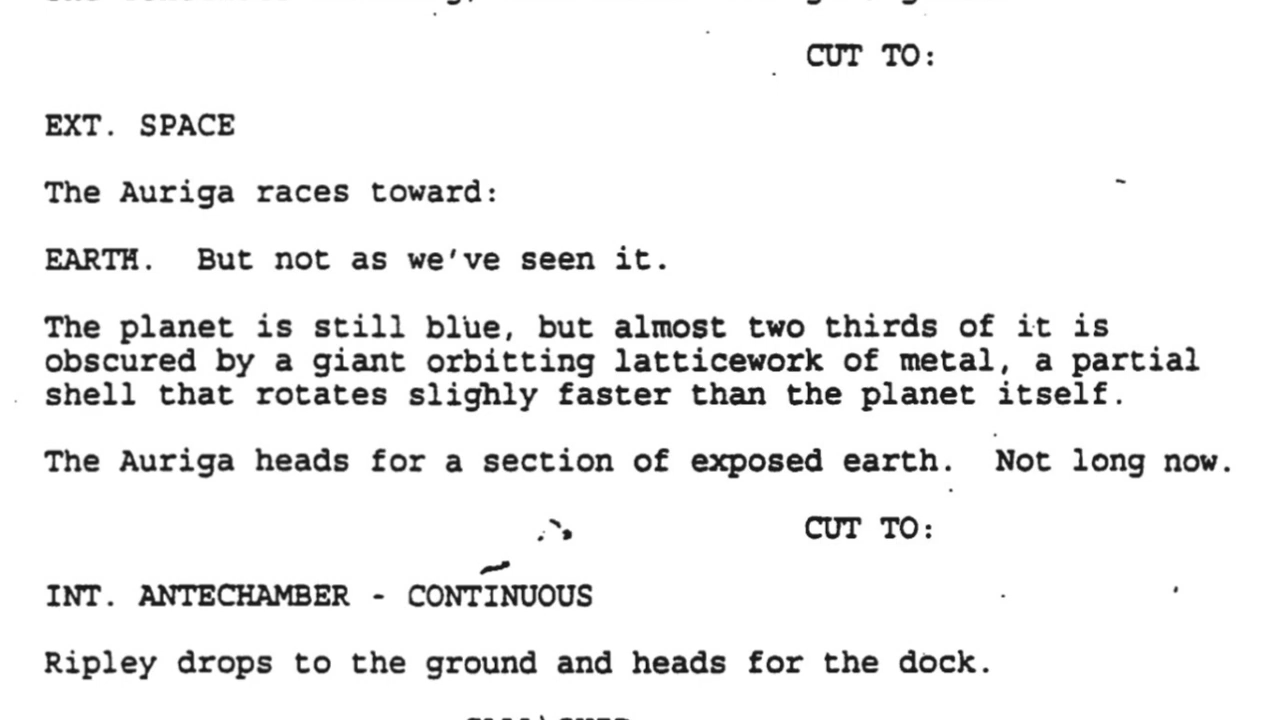 CUT TO:
EXT. SPACE
The Auriga races toward:
EARTH.  But not as we've seen it.
The planet is still blue, but almost two thirds of it is
obscured by a giant orbitting latticework of metal, a partial
shell that rotates slighly faster than the planet itself.
The Auriga heads for a section of exposed earth.  Not long now.
CUT TO:
INT. ANTECHAMBER - CONTINUOUS
Ripley drops to the ground and heads for the dock.